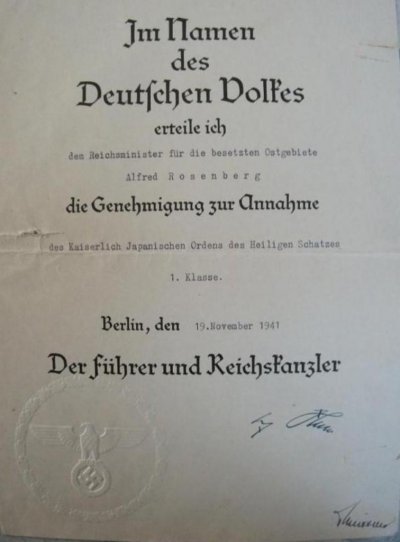 Im Namen
des
Deutschen Volkes
erteile ich
dem Reichsminister für die besetzten Ostgebiete
Alfred Rosenberg
die Genehmigung zur Annahme
des Kaiserlich Japanischen Ordens des Heiligen Schatzes
1. Klasse.
Berlin, den 19.November 1941
Der Führer und Reichskanzler